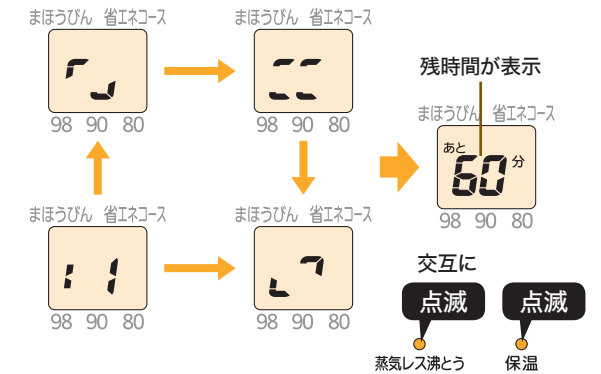 まほうびん 省エネコース
98 90 80
まほうびん 省エネコース
98 90 80
残時間が表示
まほうびん 省エネコース
あと60分
98 90 80
まほうびん 省エネコース
98 90 80
まほうびん 省エネコース
98 90 80
交互に
点滅
点滅
蒸気レス沸とう
保温